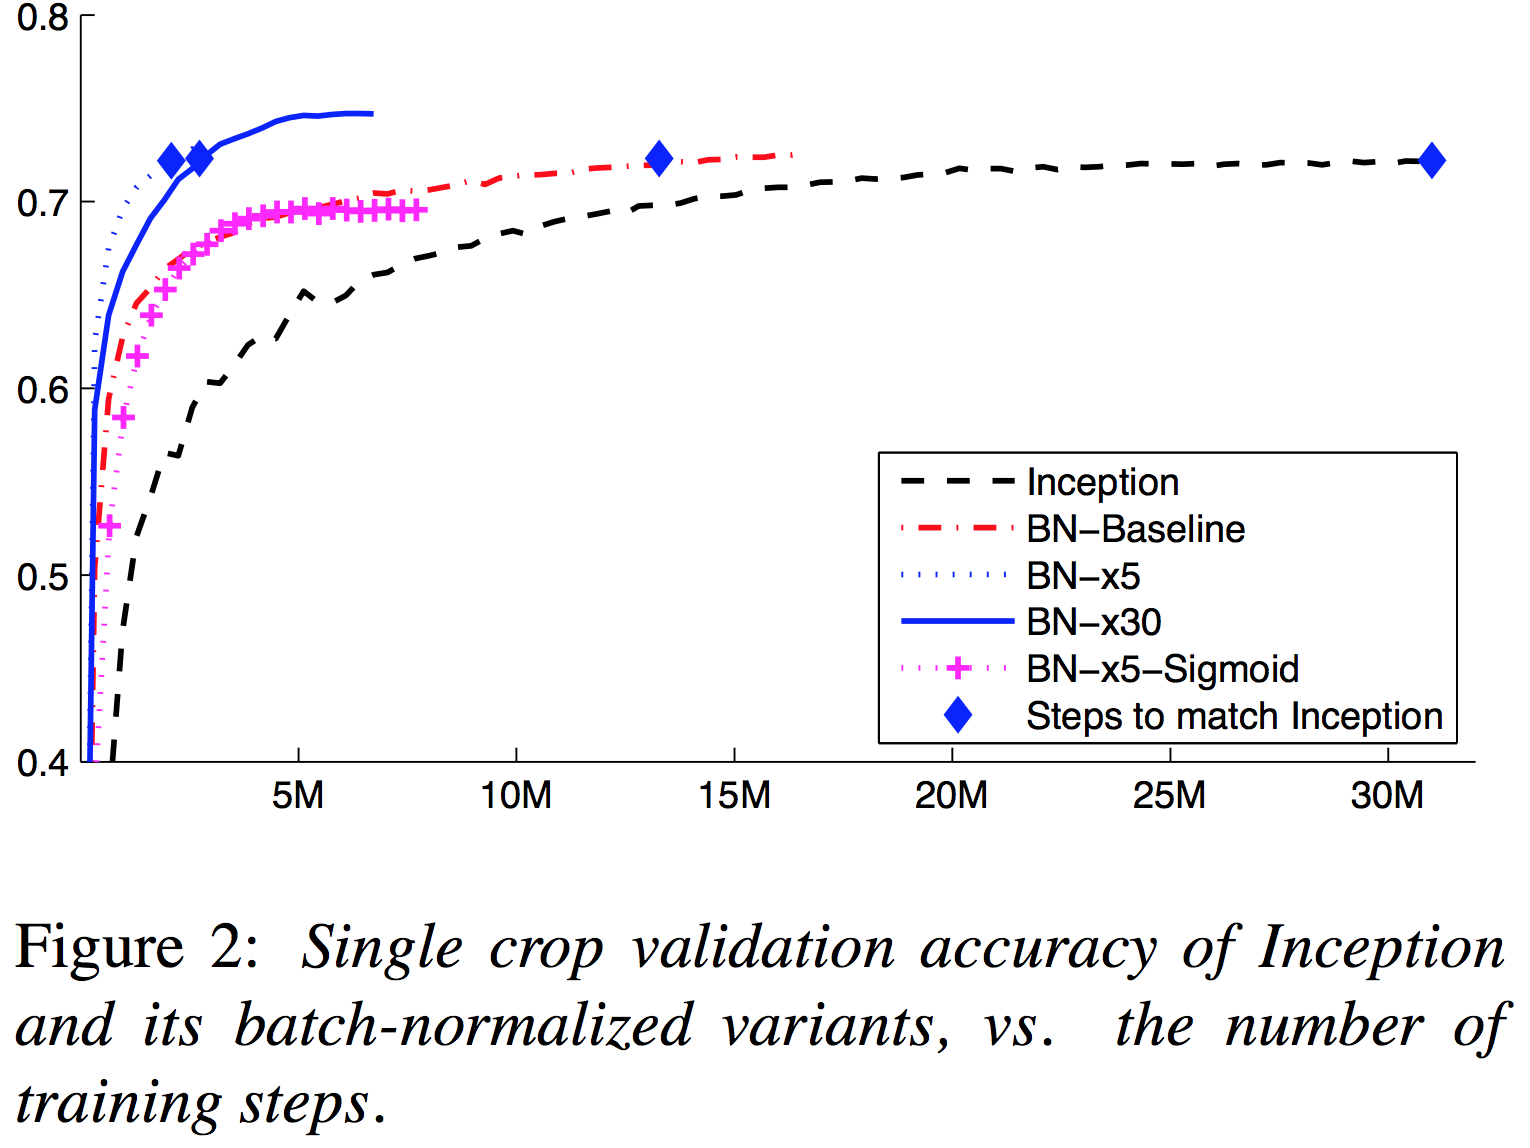 0.8
0.7
0.6
0.5
0.4
5M 10M 15M 20M 25M 30M
Inception
BN−Baseline
BN−x5
BN−x30
BN−x5−Sigmoid
Steps to match Inception
Figure 2: Single crop validation accuracy of Inception
and its batch-normalized variants, vs. the number of
training steps.